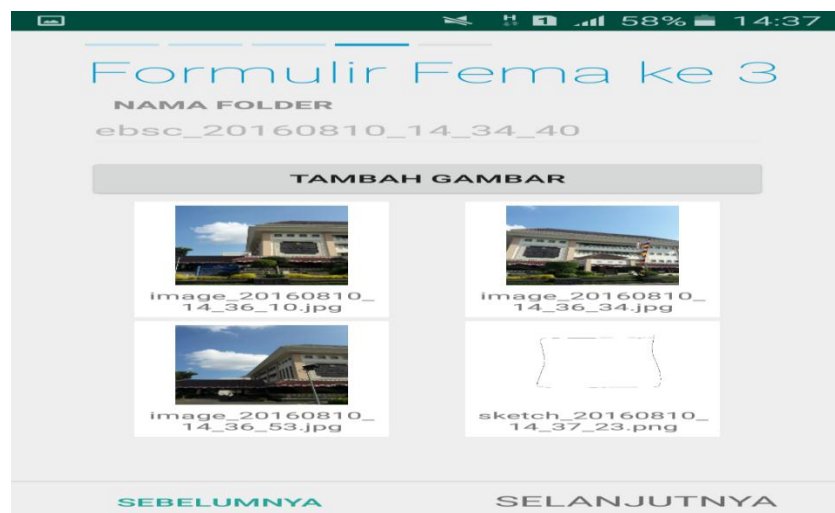 H 1 58% 14:37
Formulir Fema ke 3
NAMA FOLDER
ebsc_20160810_14_34_40
TAMBAH GAMBAR
image_20160810_
14_36_10.jpg
image_20160810_
14_36_34.jpg
image_20160810_
14_36_53.jpg
sketch_20160810_
14_37_23.png
SEBELUMNYA
SELANJUTNYA